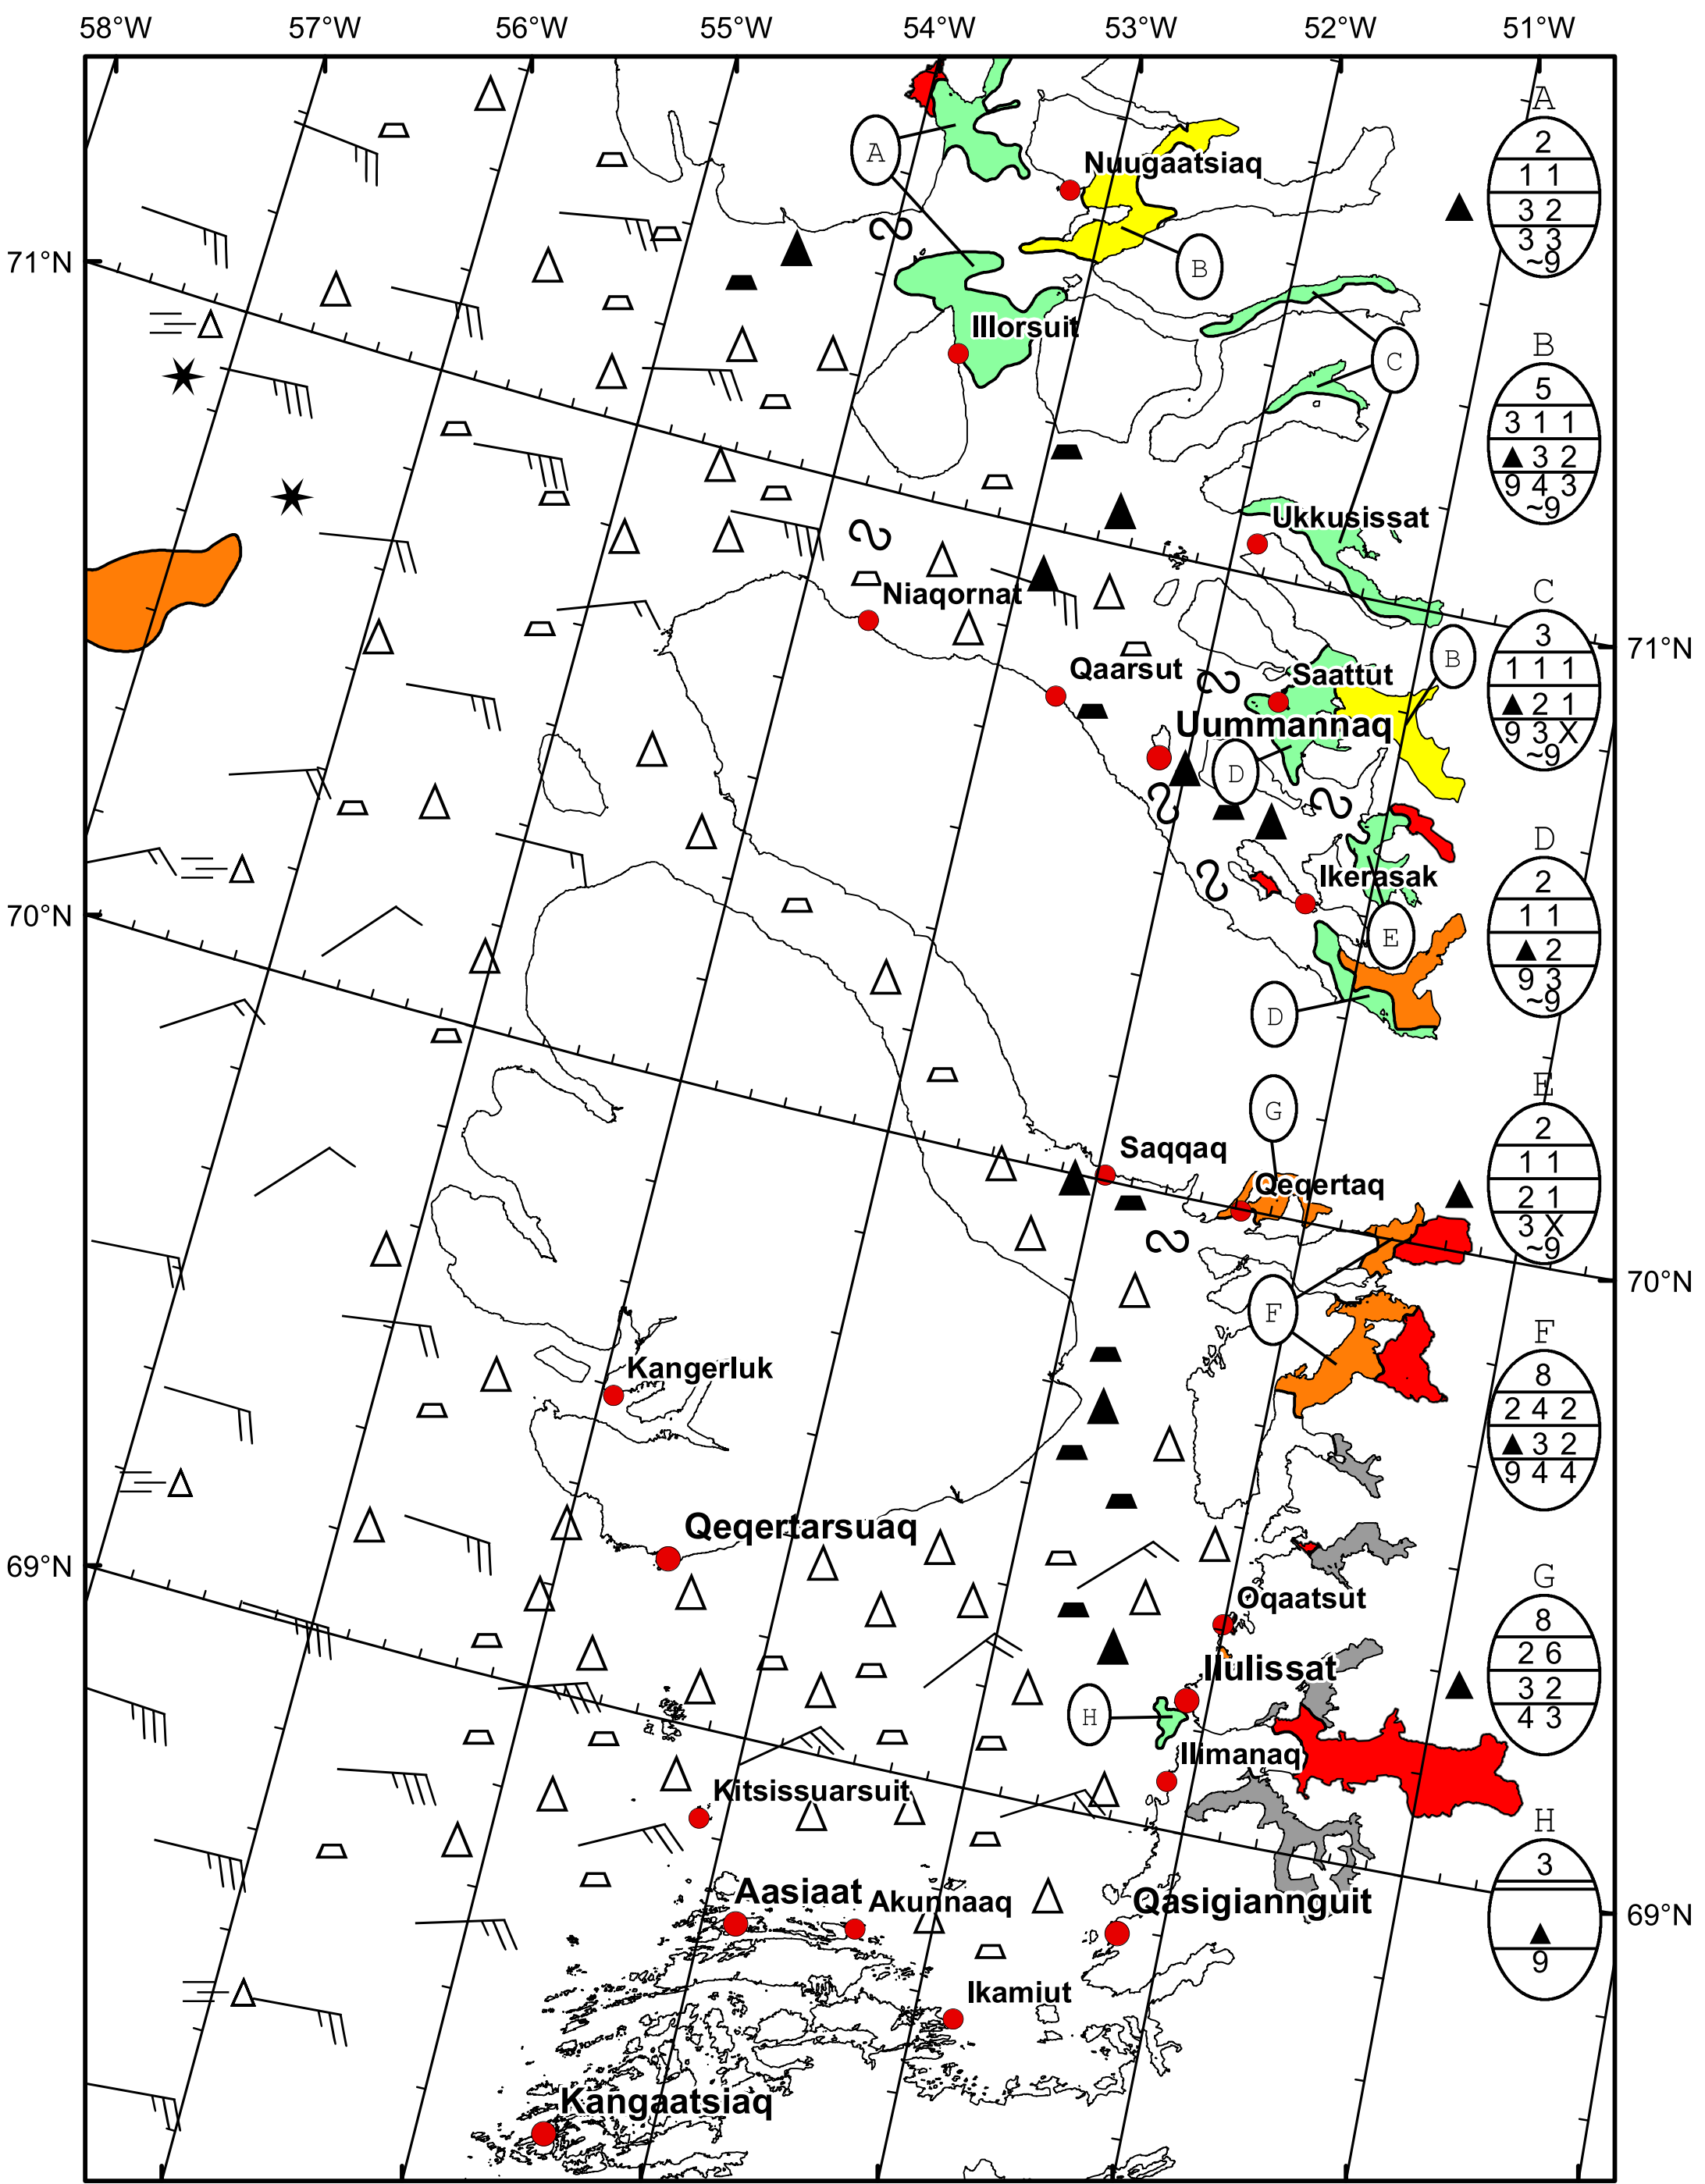 58°W 57°W 56°W 55°W 54°W 53°W 52°W 51°W
A
2
1 1
3 2
3 3
~9
A
Nuugaatsiaq
B
71°N
Illorsuit
C
B
5
3 1 1
▲ 3 2
9 4 3
~9
Ukkusissat
Niaqornat
C
3
1 1 1
▲ 2 1
9 3 X
~9
B
71°N
Qaarsut
Saattut
Uummannaq
D
Ikerasak
E
D
2
1 1
▲ 2
9 3
~9
70°N
D
G
E
2
1 1
2 1
3 X
~9
Saqqaq
Qeqertaq
70°N
F
F
8
2 4 2
▲ 3 2
9 4 4
Kangerluk
Qeqertarsuaq
69°N
Oqaatsut
G
8
2 6
3 2
4 3
Ilulissat
H
Ilimanaq
Kitsissuarsuit
H
3
▲
9
Aasiaat
Akunnaaq
Qasigiannguit
69°N
Ikamiut
Kangaatsiaq